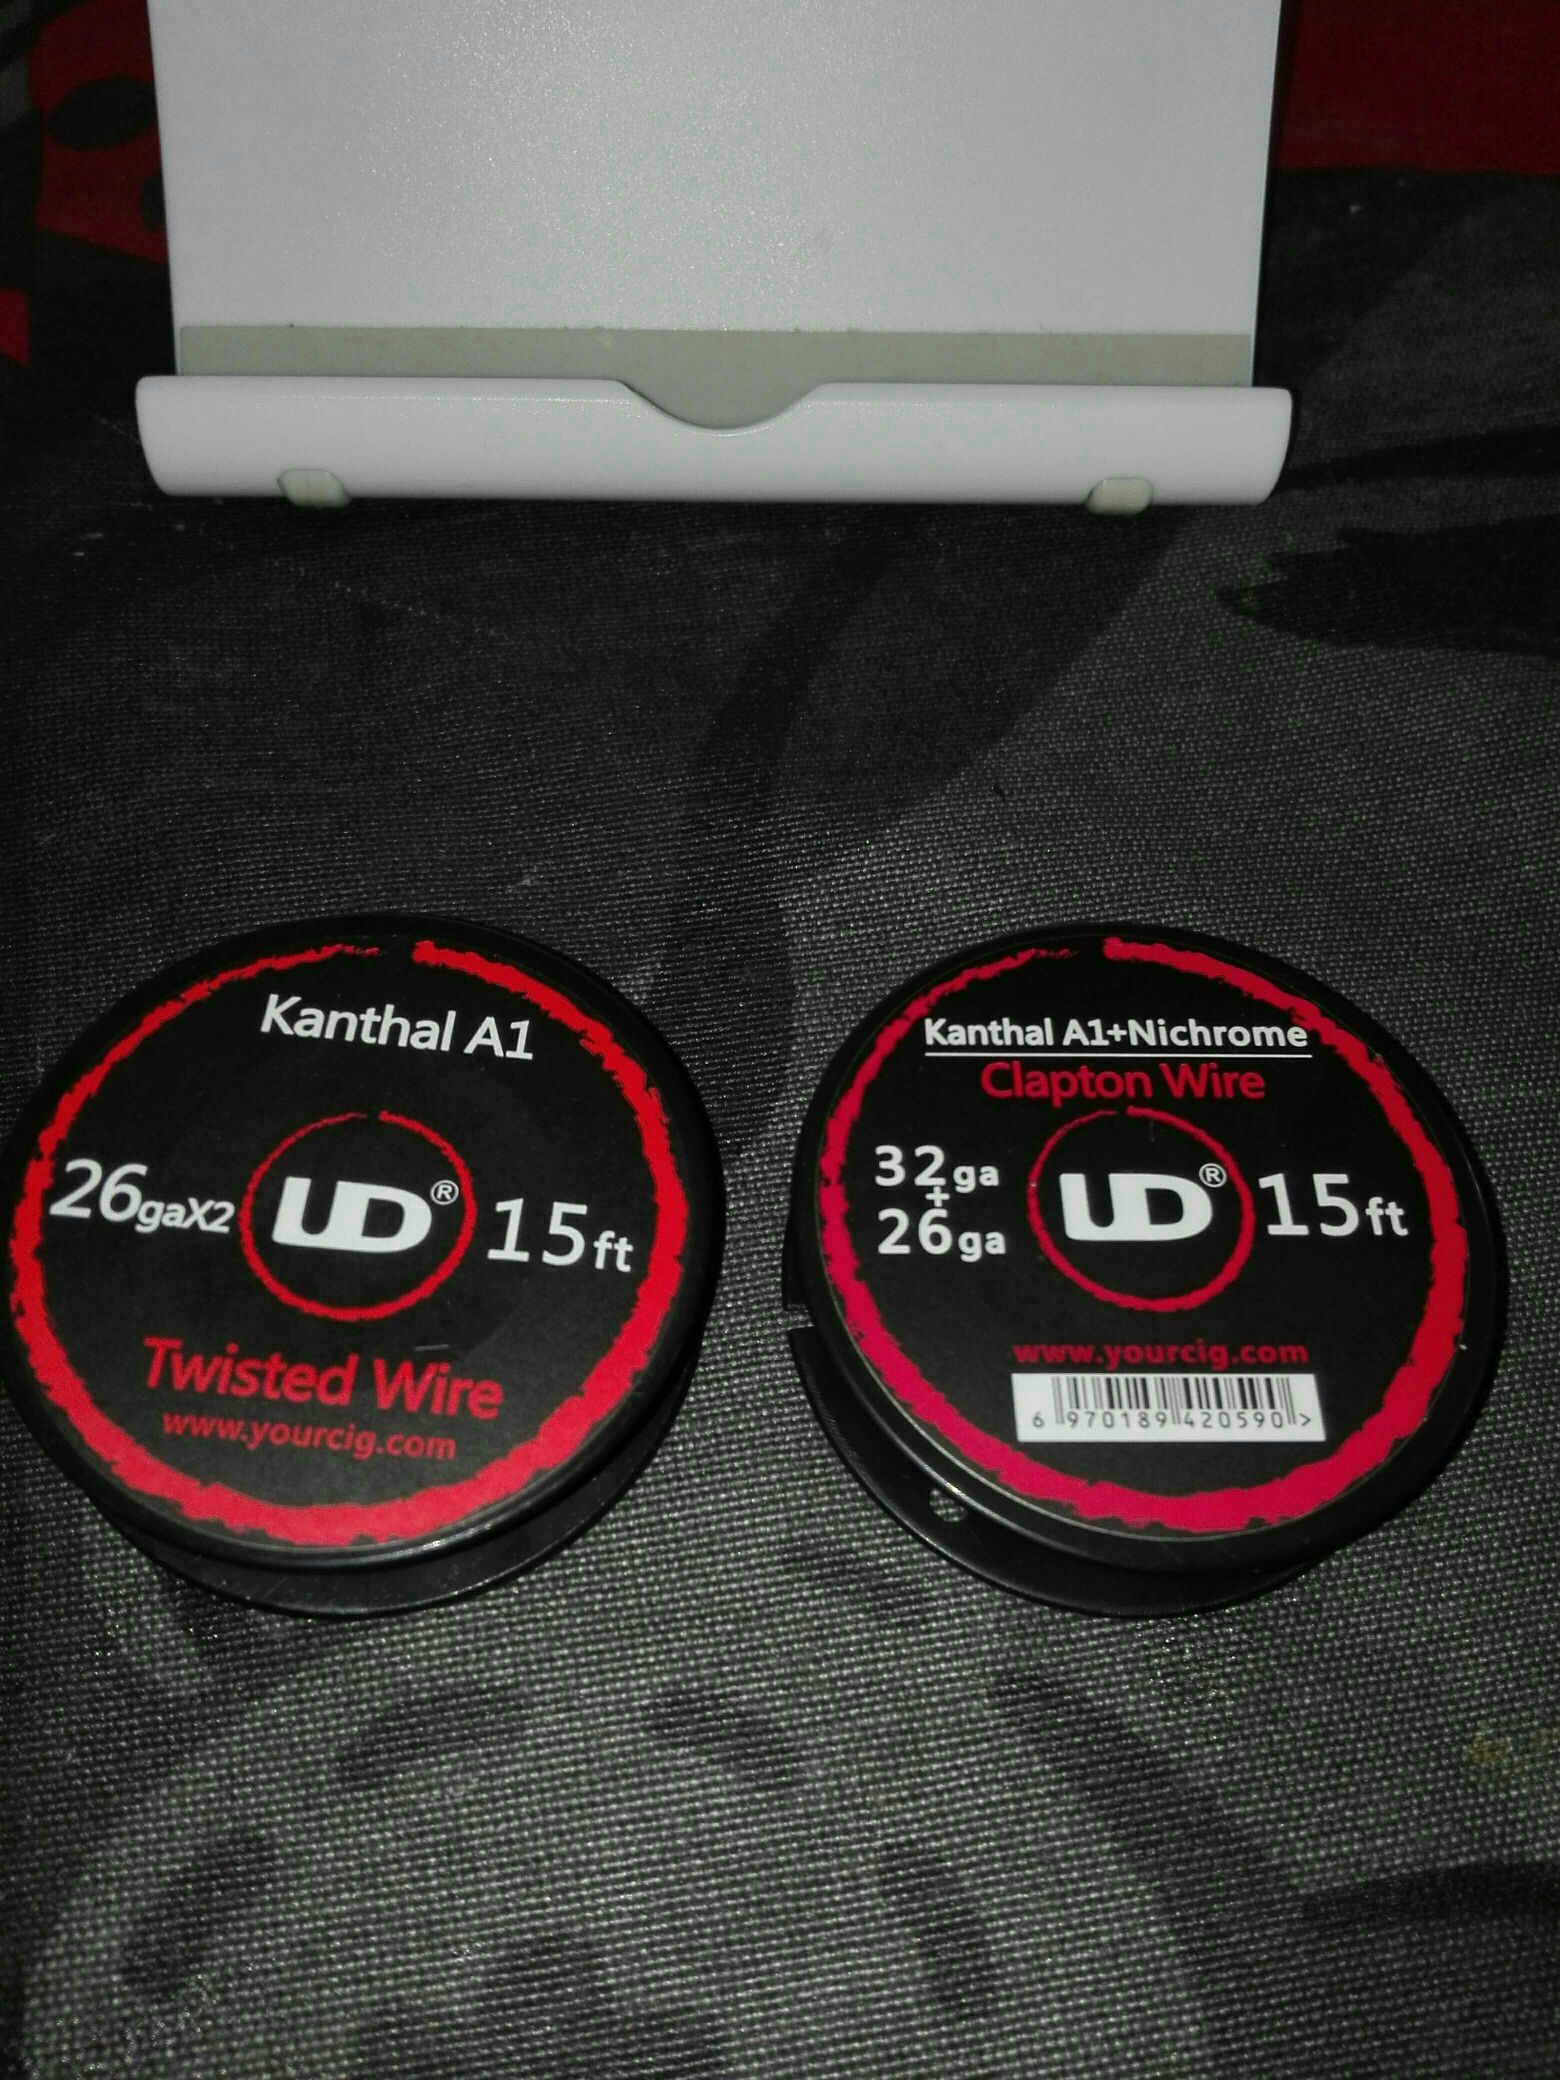 Kanthal A1
26gaX2 UD® 15ft
Twisted Wire
www.yourcig.com
Kanthal A1+Nichrome
Clapton Wire
32ga
+
26ga
UD® 15ft
www.yourcig.com
6 970189 420590 >